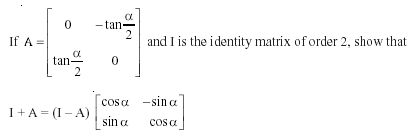 If A = [ 0 −tan α/2
tan α/2 0 ] and I is the identity matrix of order 2, show that
I + A = (I – A) [ cos α −sin α
sin α cos α ]